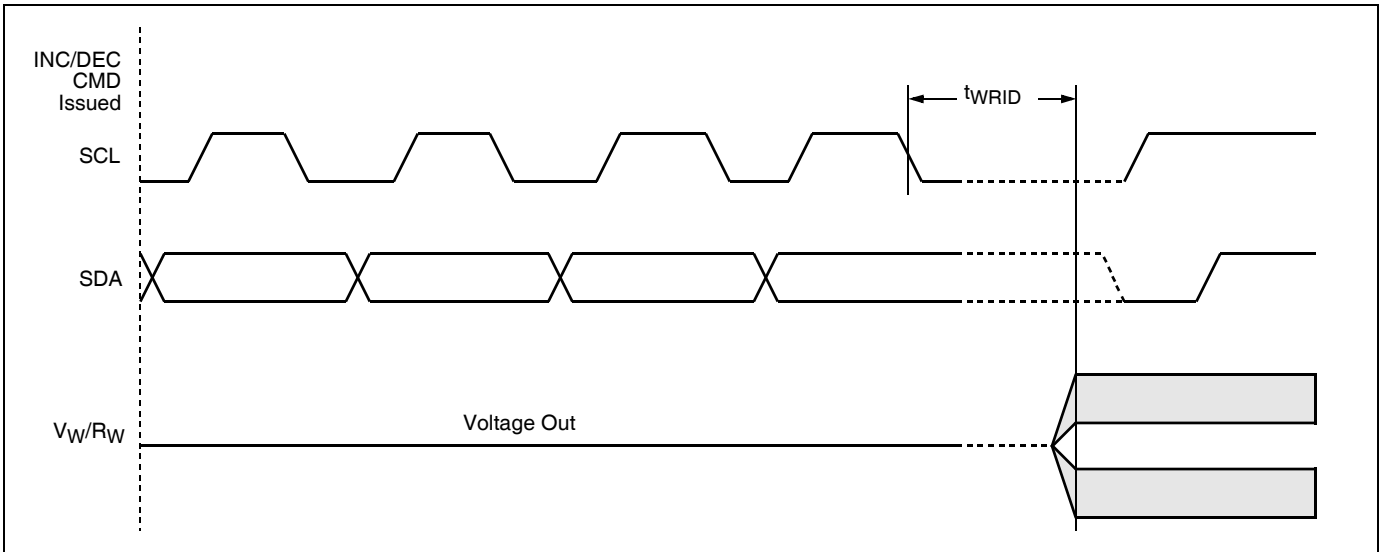 INC/DEC
CMD
Issued
tWRID
SCL
SDA
Voltage Out
VW/RW